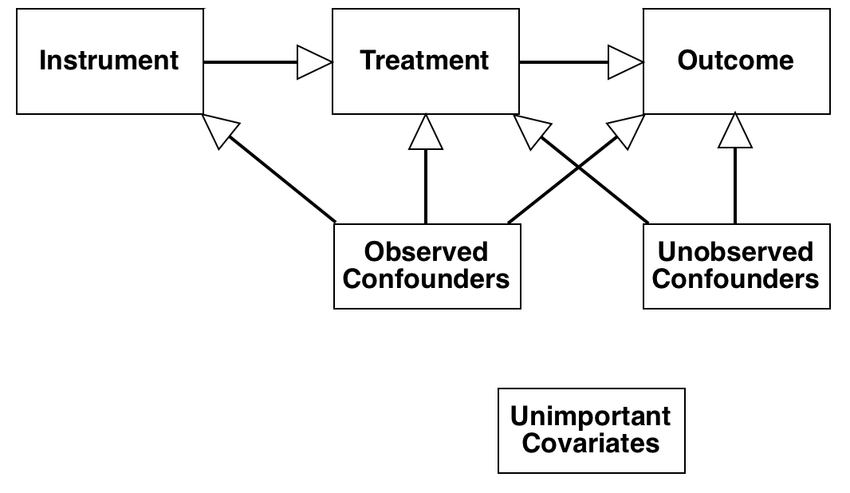 Instrument
Treatment
Outcome
Observed
Confounders
Unobserved
Confounders
Unimportant
Covariates